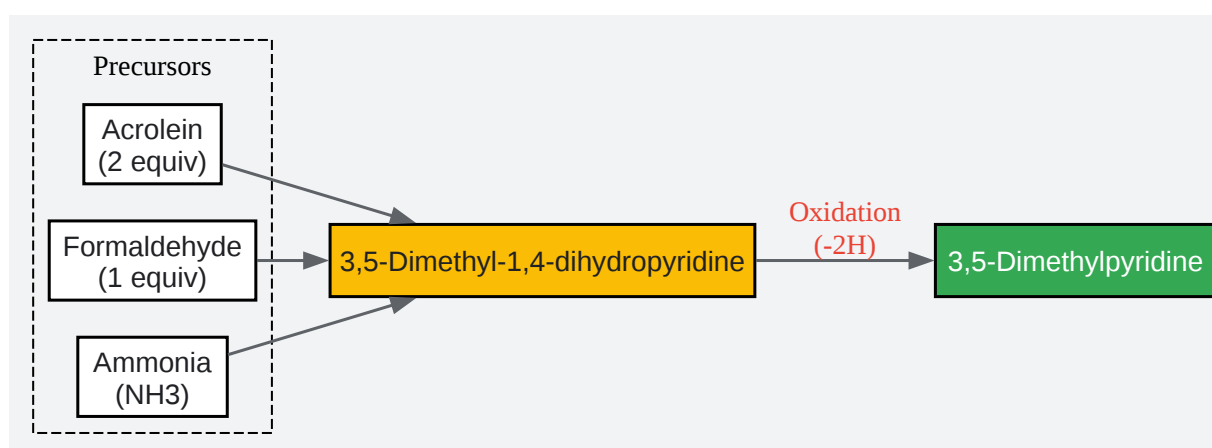 Precursors
Acrolein
(2 equiv)
Formaldehyde
(1 equiv)
Ammonia
(NH3)
3,5-Dimethyl-1,4-dihydropyridine
Oxidation
(-2H)
3,5-Dimethylpyridine